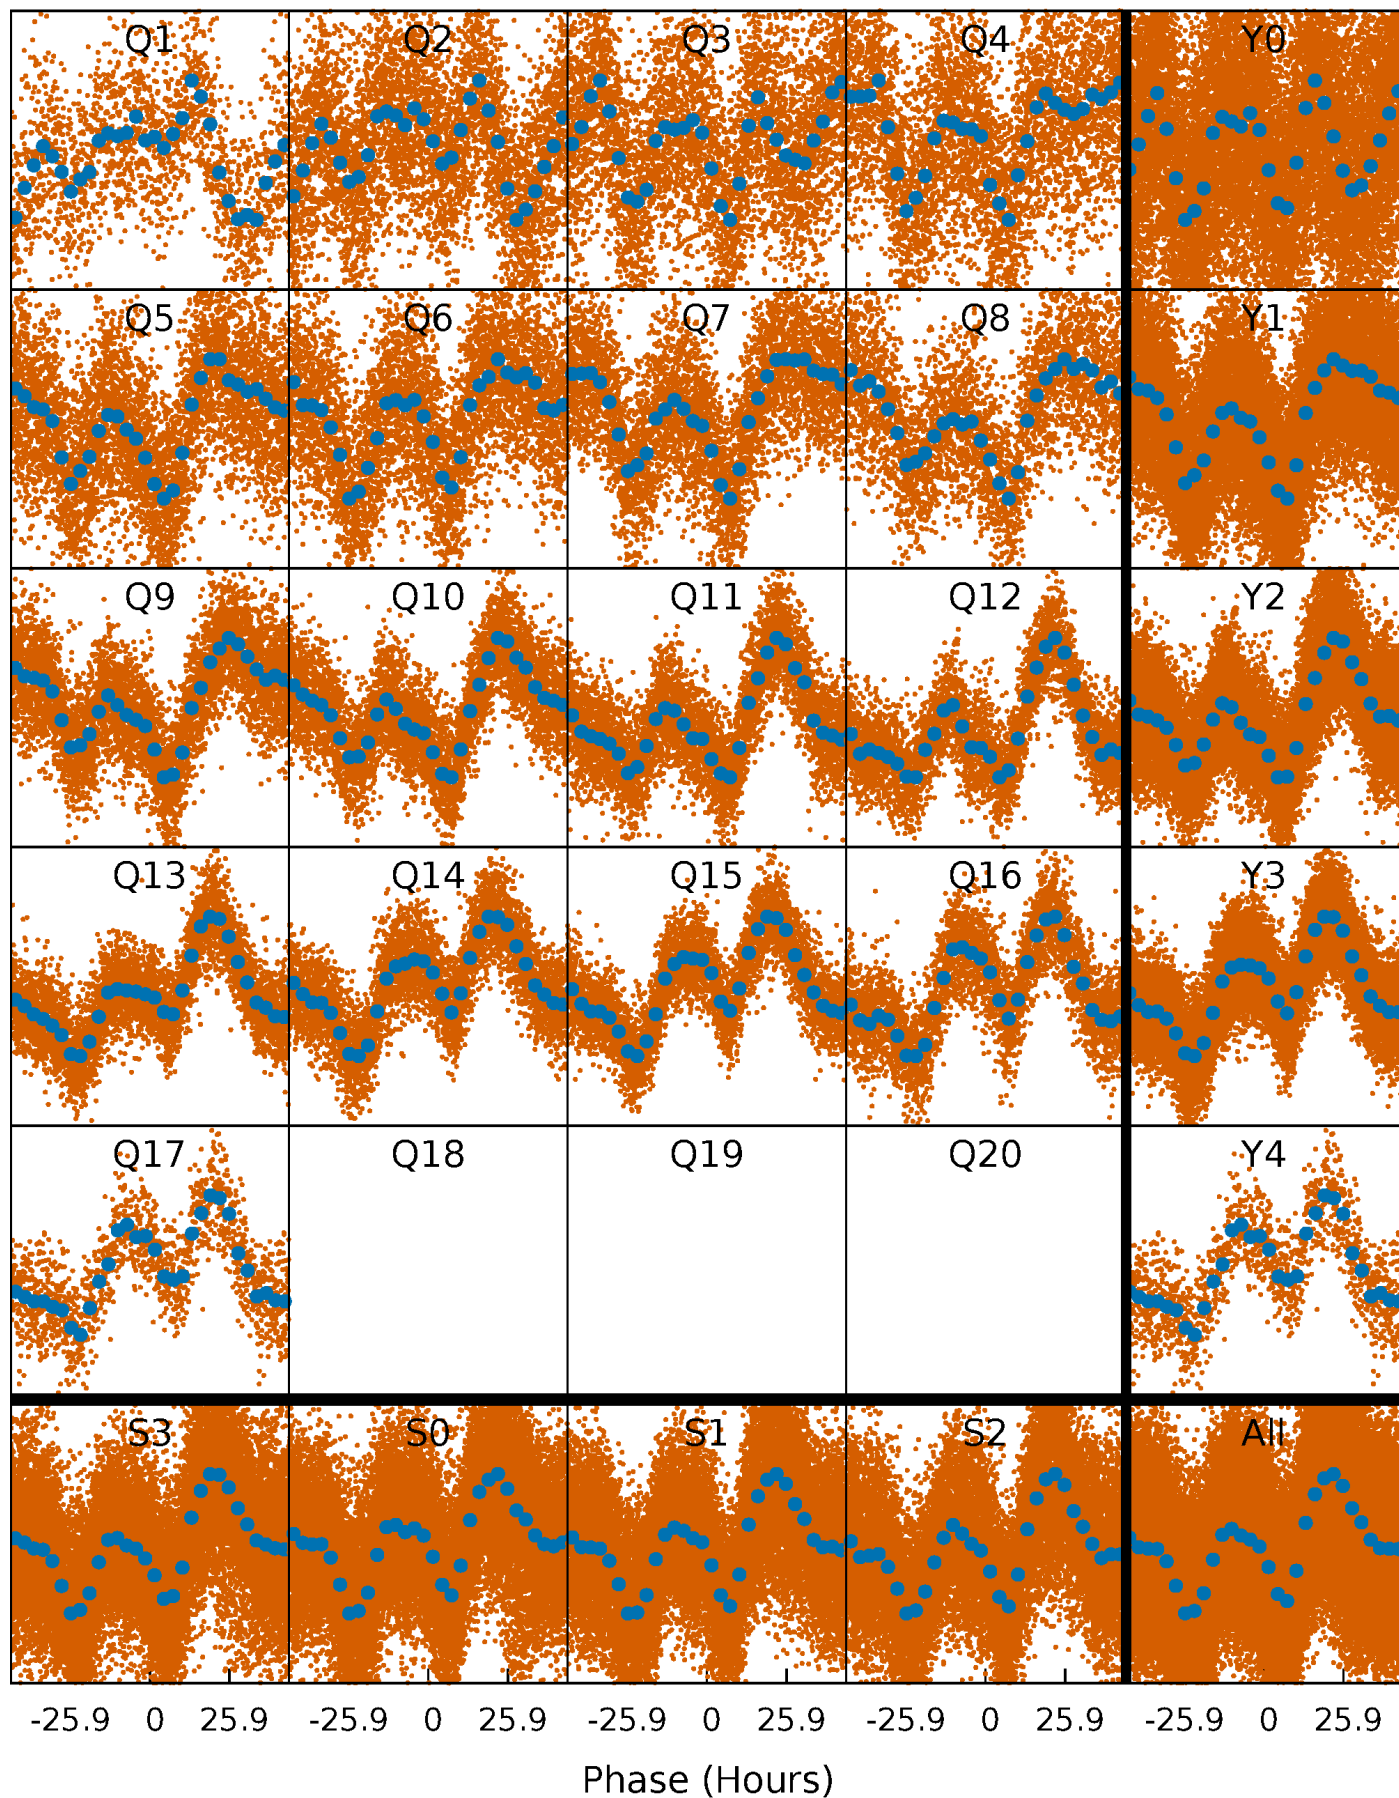 Q1 Q2 Q3 Q4 Y0
Q5 Q6 Q7 Q8 Y1
Q9 Q10 Q11 Q12 Y2
Q13 Q14 Q15 Q16 Y3
Q17 Q18 Q19 Q20 Y4
S3 S0 S1 S2 All
-25.9 0 25.9 -25.9 0 25.9 -25.9 0 25.9 -25.9 0 25.9 -25.9 0 25.9
Phase (Hours)